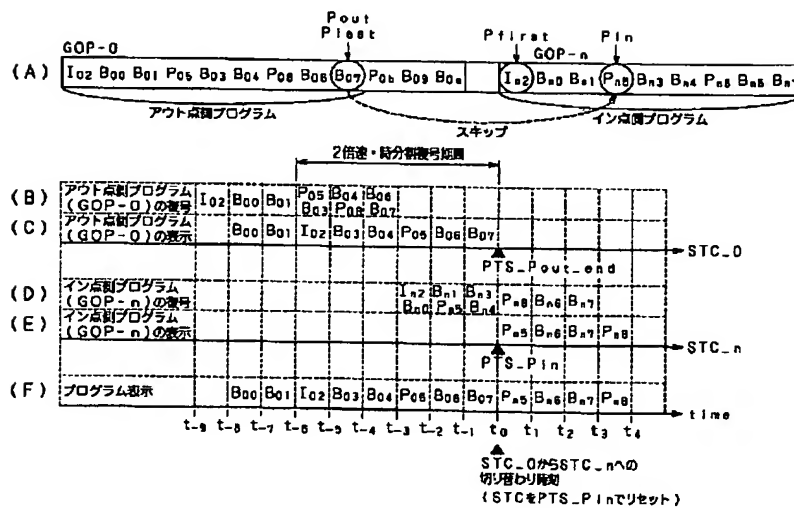 Pout
Plast
Pfirst
PIn
(A)
GOP-0
GOP-n
I02 B00 B01 P05 B03 B04 P08 B06 B07 P0b B09 B0a
In2 Bn0 Bn1 Pn5 Bn3 Bn4
アウト点側プログラム
スキップ
イン点側プログラム
2倍速・時分割復号期間
(B)
アウト点側プログラム
(GOP-0)の復号
I02 B00 B01 P05 B04 B06
B03 P08 B07
(C)
アウト点側プログラム
(GOP-0)の表示
B00 B01 I02 B03 B04 P05 B06 B07
STC_0
PTS_Pout_end
(D)
イン点側プログラム
(GOP-n)の復号
In2 Bn1 Bn3
Bn0 Pn5 Bn4
Pn8 Bn6 Bn7
(E)
イン点側プログラム
(GOP-n)の表示
Pn5 Bn6 Bn7 Pn8
STC_n
PTS_PIn
(F)
プログラム表示
B00 B01 I02 B03 B04 P05 B06 B07 Pn5 Bn6 Bn7 Pn8
time
t-9 t-8 t-7 t-6 t-5 t-4 t-3 t-2 t-1 t0 t1 t2 t3 t4
STC_0からSTC_nへの
切り替わり時刻
(STCをPTS_PInでリセット)